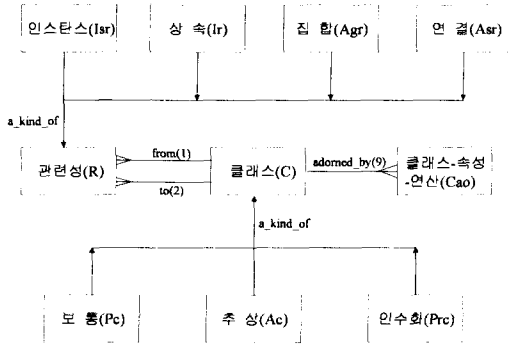 인스탄스(Isr)
상 속(Ir)
집 합(Agr)
연 결(Asr)
a_kind_of
관련성(R)
from(1)
to(2)
클래스(C)
adorned_by(9)
클래스-속성
-연산(Cao)
a_kind_of
보 통(Pc)
추 상(Ac)
인수화(Prc)